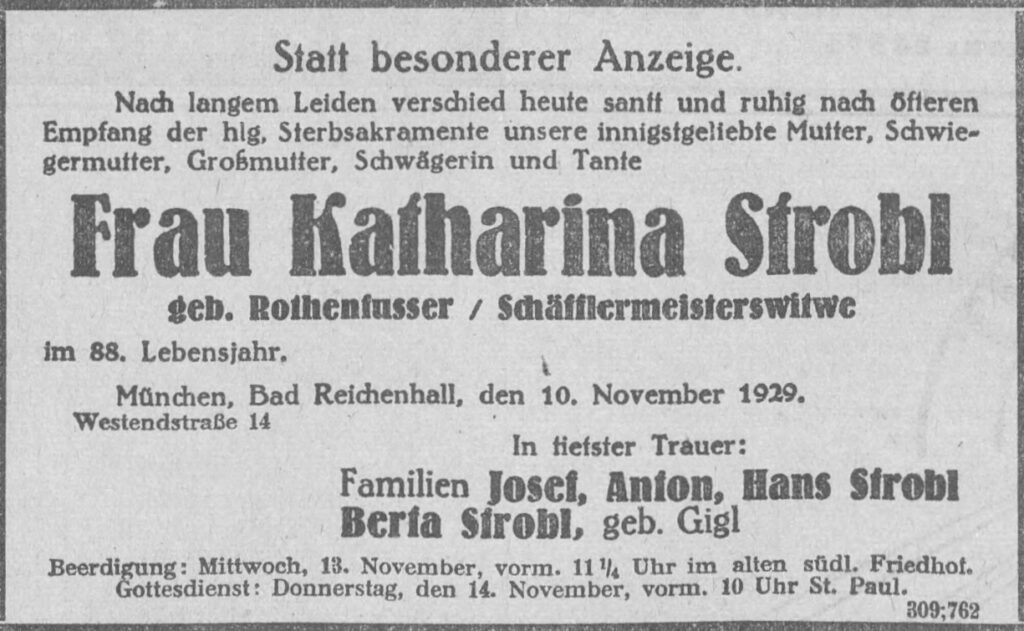 Statt besonderer Anzeige.
Nach langem Leiden verschied heute sanft und ruhig nach öfteren
Empfang der hlg, Sterbsakramente unsere innigstgeliebte Mutter, Schwie-
germutter, Großmutter, Schwägerin und Tante
Frau Katharina Strobl
geb. Rothenfusser / Schäfflermeisterswitwe
im 88. Lebensjahr.
München, Bad Reichenhall, den 10. November 1929.
Westendstraße 14
In tiefster Trauer:
Familien Josef, Anton, Hans Strobl
Berta Strobl, geb. Gigl
Beerdigung: Mittwoch, 13. November, vorm. 11 1/4 Uhr im alten südl. Friedhof.
Gottesdienst: Donnerstag, den 14. November, vorm. 10 Uhr St. Paul.
309;762